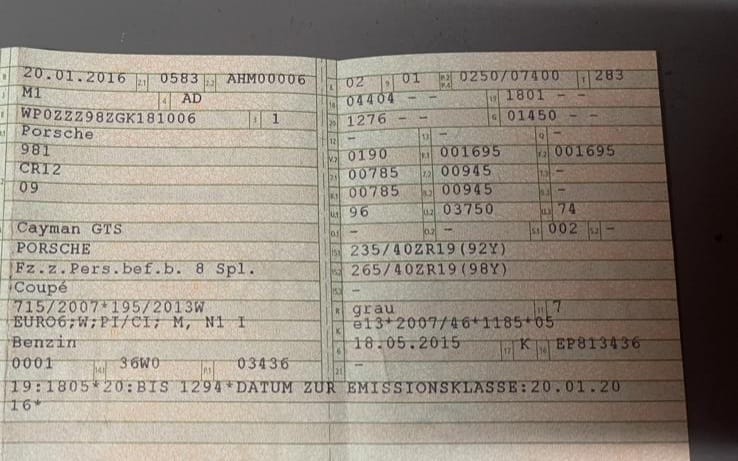 20.01.2016 0583 AHM00006
M1 AD
WP0ZZZ98ZGK181006 1
Porsche
981
CR12
09
Cayman GTS
PORSCHE
Fz.z.Pers.bef.b. 8 Spl.
Coupé
715/2007*195/2013W
EURO6;W;PI/CI; M, N1 I
Benzin
0001 36W0 03436
02 01 0250/07400 283
04404 - - 1801 - -
1276 - - 01450 - -
- - -
0190 001695 001695
00785 00945 -
00785 00945 -
96 03750 74
- - 002 -
235/40ZR19(92Y)
265/40ZR19(98Y)
-
grau 7
e13*2007/46*1185*05
18.05.2015 K EP813436
-
19:1805*20:BIS 1294*DATUM ZUR EMISSIONSKLASSE:20.01.20
16*